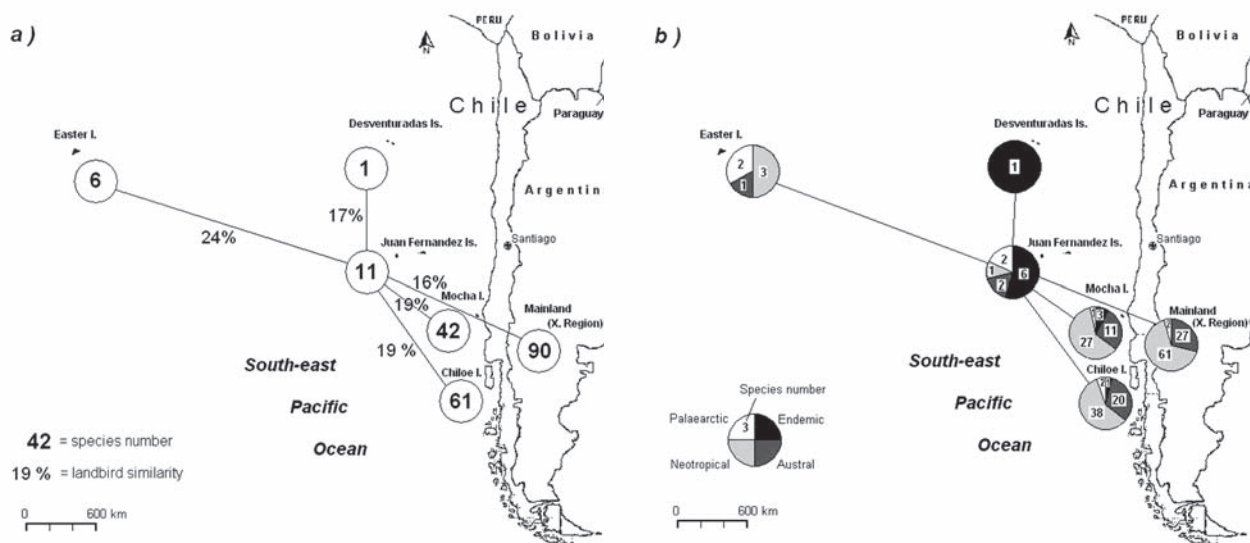 a )
PERU
Bolivia
N
Chile
Paraguay
Desventuradas Is.
Easter I.
1
6
Argentina
17%
24%
Juan Fernandez Is.
Santiago
11
16%
19%
Mocha I.
Mainland
(X. Region)
42
90
19 %
South-east
Chiloe I.
61
Pacific
Ocean
42 = species number
19 % = landbird similarity
0 600 km
b )
PERU
Bolivia
N
Chile
Paraguay
Desventuradas Is.
Easter I.
1
2
3
1
Argentina
Juan Fernandez Is.
Santiago
2
1
6
2
Mocha I.
Mainland
(X. Region)
3
11
27
27
61
South-east
Chiloe I.
2
1
20
38
Species number
Pacific
Palaearctic
Endemic
3
Ocean
Neotropical
Austral
0 600 km